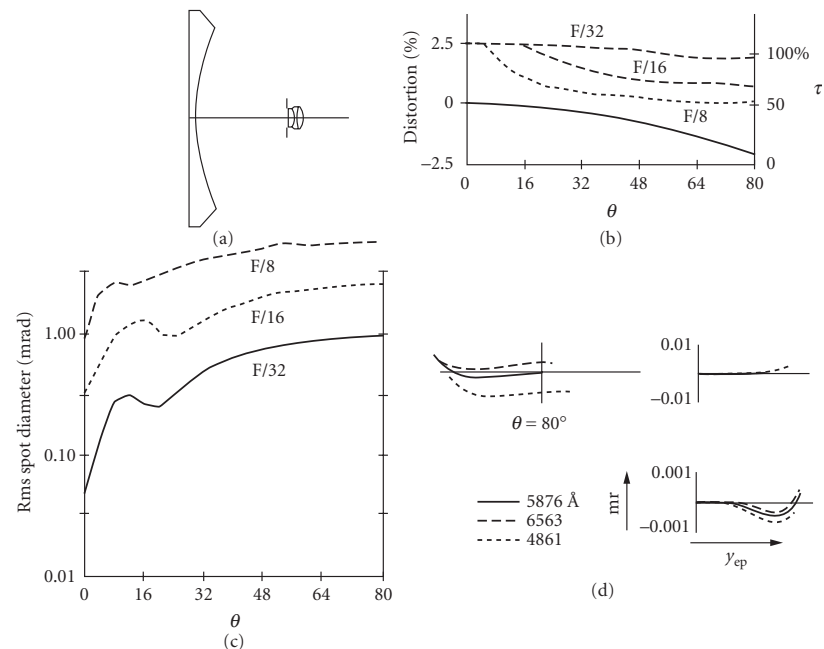 (a)
Distortion (%)
2.5
0
−2.5
F/32
F/16
F/8
100%
50
0
τ
0 16 32 48 64 80
θ
(b)
Rms spot diameter (mrad)
1.00
0.10
0.01
F/8
F/16
F/32
0 16 32 48 64 80
θ
(c)
θ = 80°
0.01
−0.01
5876 Å
6563
4861
mr
0.001
−0.001
y ep
(d)